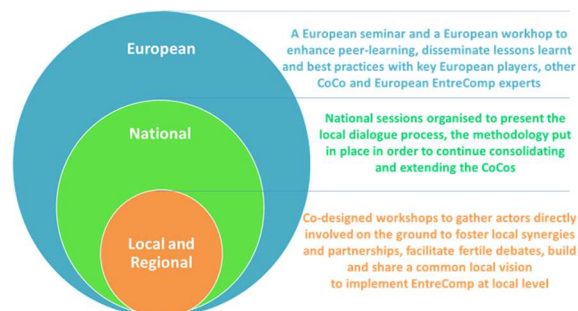 European
A European seminar and a European workhop to
enhance peer-learning, disseminate lessons learnt
and best practices with key European players, other
CoCo and European EntreComp experts
National
National sessions organised to present the
local dialogue process, the methodology put
in place in order to continue consolidating
and extending the CoCos
Local and
Regional
Co-designed workshops to gather actors directly
involved on the ground to foster local synergies
and partnerships, facilitate fertile debates, build
and share a common local vision
to implement EntreComp at local level